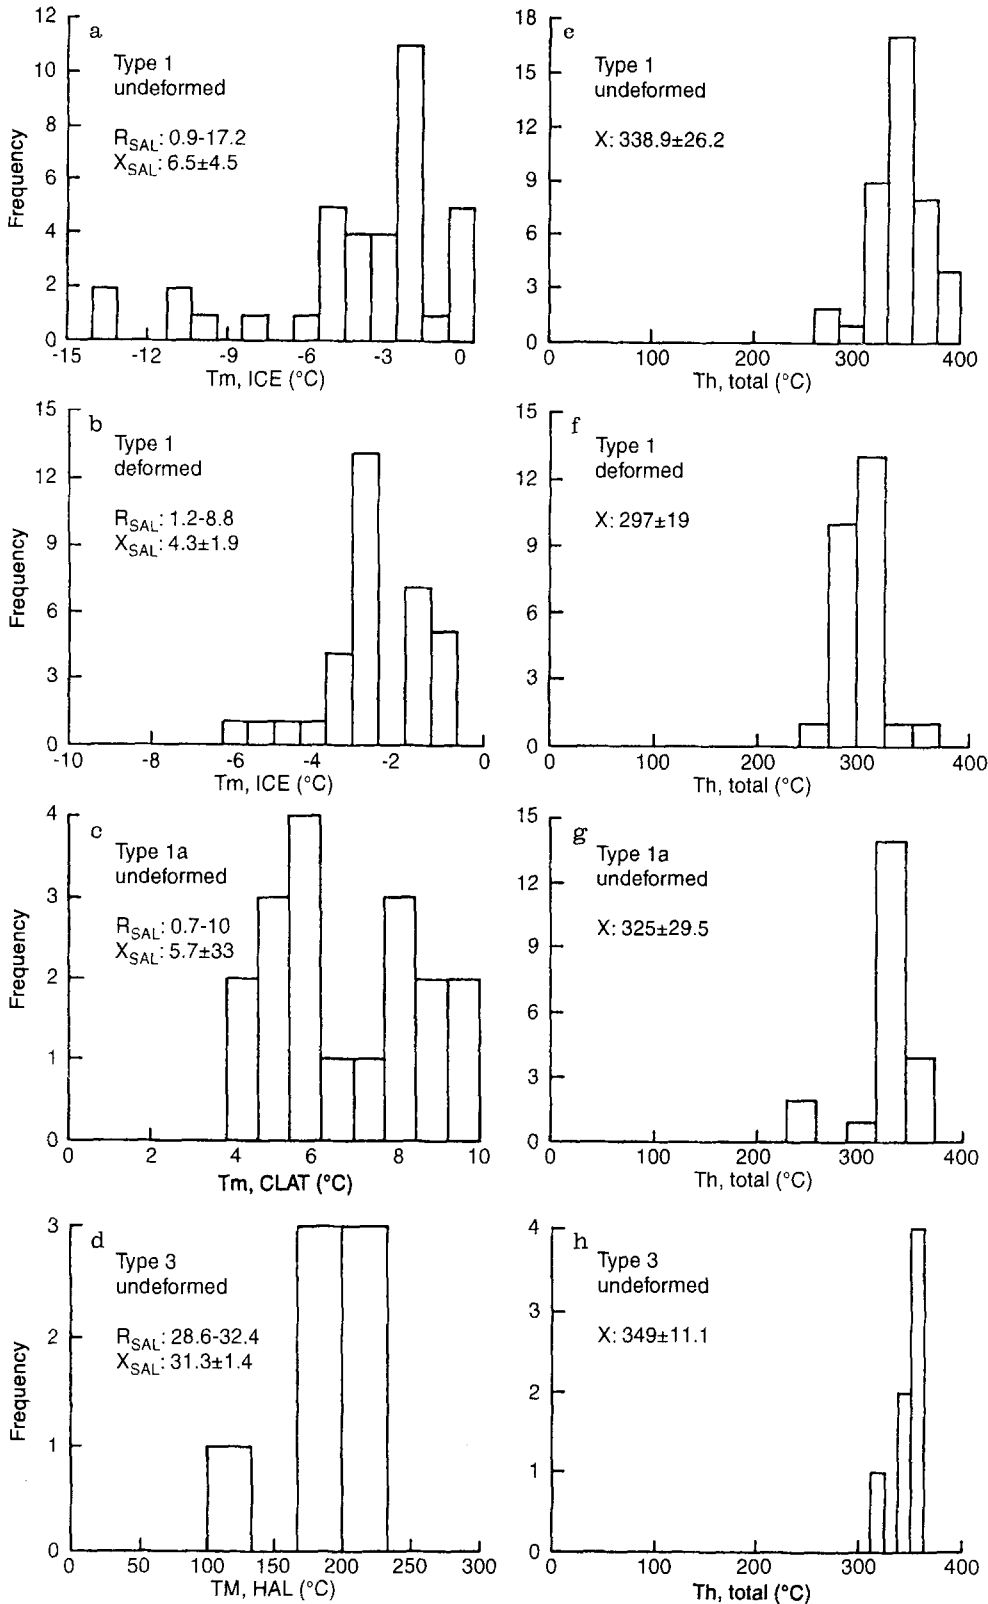 a
Type 1
undeformed
R_SAL: 0.9-17.2
X_SAL: 6.5±4.5
Frequency
12
10
8
6
4
2
0
-15 -12 -9 -6 -3 0
Tm, ICE (°C)
e
Type 1
undeformed
X: 338.9±26.2
18
15
12
9
6
3
0
0 100 200 300 400
Th, total (°C)
b
Type 1
deformed
R_SAL: 1.2-8.8
X_SAL: 4.3±1.9
Frequency
15
12
9
6
3
0
-10 -8 -6 -4 -2 0
Tm, ICE (°C)
f
Type 1
deformed
X: 297±19
15
12
9
6
3
0
0 100 200 300 400
Th, total (°C)
c
Type 1a
undeformed
R_SAL: 0.7-10
X_SAL: 5.7±33
Frequency
4
3
2
1
0
0 2 4 6 8 10
Tm, CLAT (°C)
g
Type 1a
undeformed
X: 325±29.5
15
12
9
6
3
0
0 100 200 300 400
Th, total (°C)
d
Type 3
undeformed
R_SAL: 28.6-32.4
X_SAL: 31.3±1.4
Frequency
3
2
1
0
0 50 100 150 200 250 300
TM, HAL (°C)
h
Type 3
undeformed
X: 349±11.1
4
3
2
1
0
0 100 200 300 400
Th, total (°C)